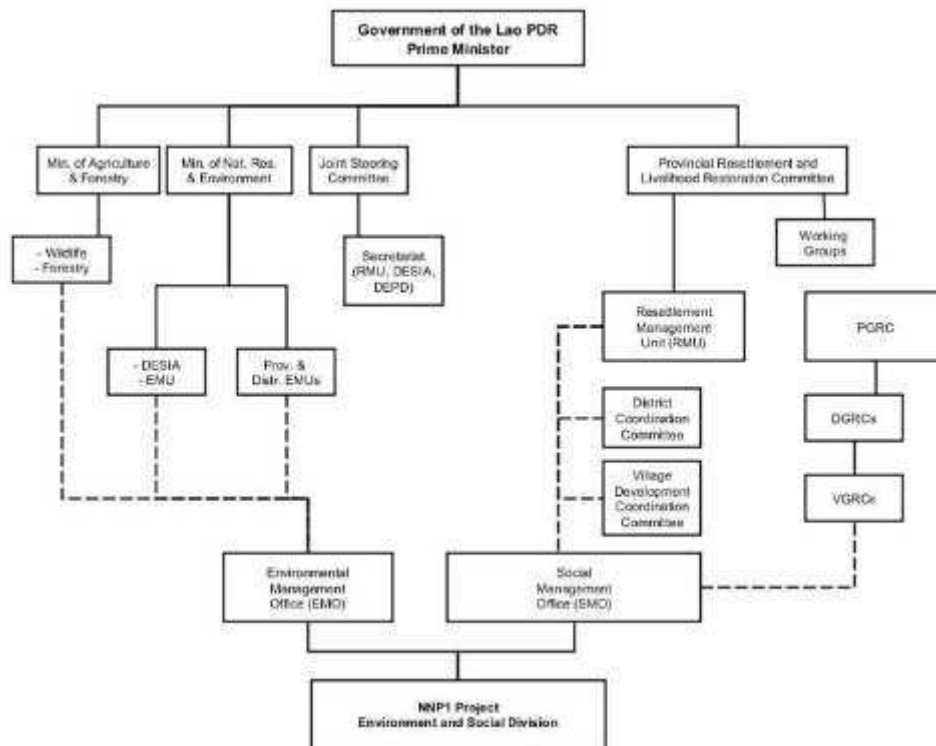 Government of the Lao PDR
Prime Minister
Min. of Agriculture
& Forestry
Min. of Nat. Res.
& Environment
Joint Steering
Committee
Provincial Resettlement and
Livelihood Restoration Committee
- Wildlife
- Forestry
Secretariat
(RMU, DESIA,
DEPD)
Working
Groups
Resettlement
Management
Unit (RMU)
PGRC
- DESIA
- EMU
Prov. &
Distr. EMUs
District
Coordination
Committee
DGRCs
Village
Development
Coordination
Committee
VGRCs
Environmental
Management
Office (EMO)
Social
Management
Office (SMO)
NNP1 Project
Environment and Social Division